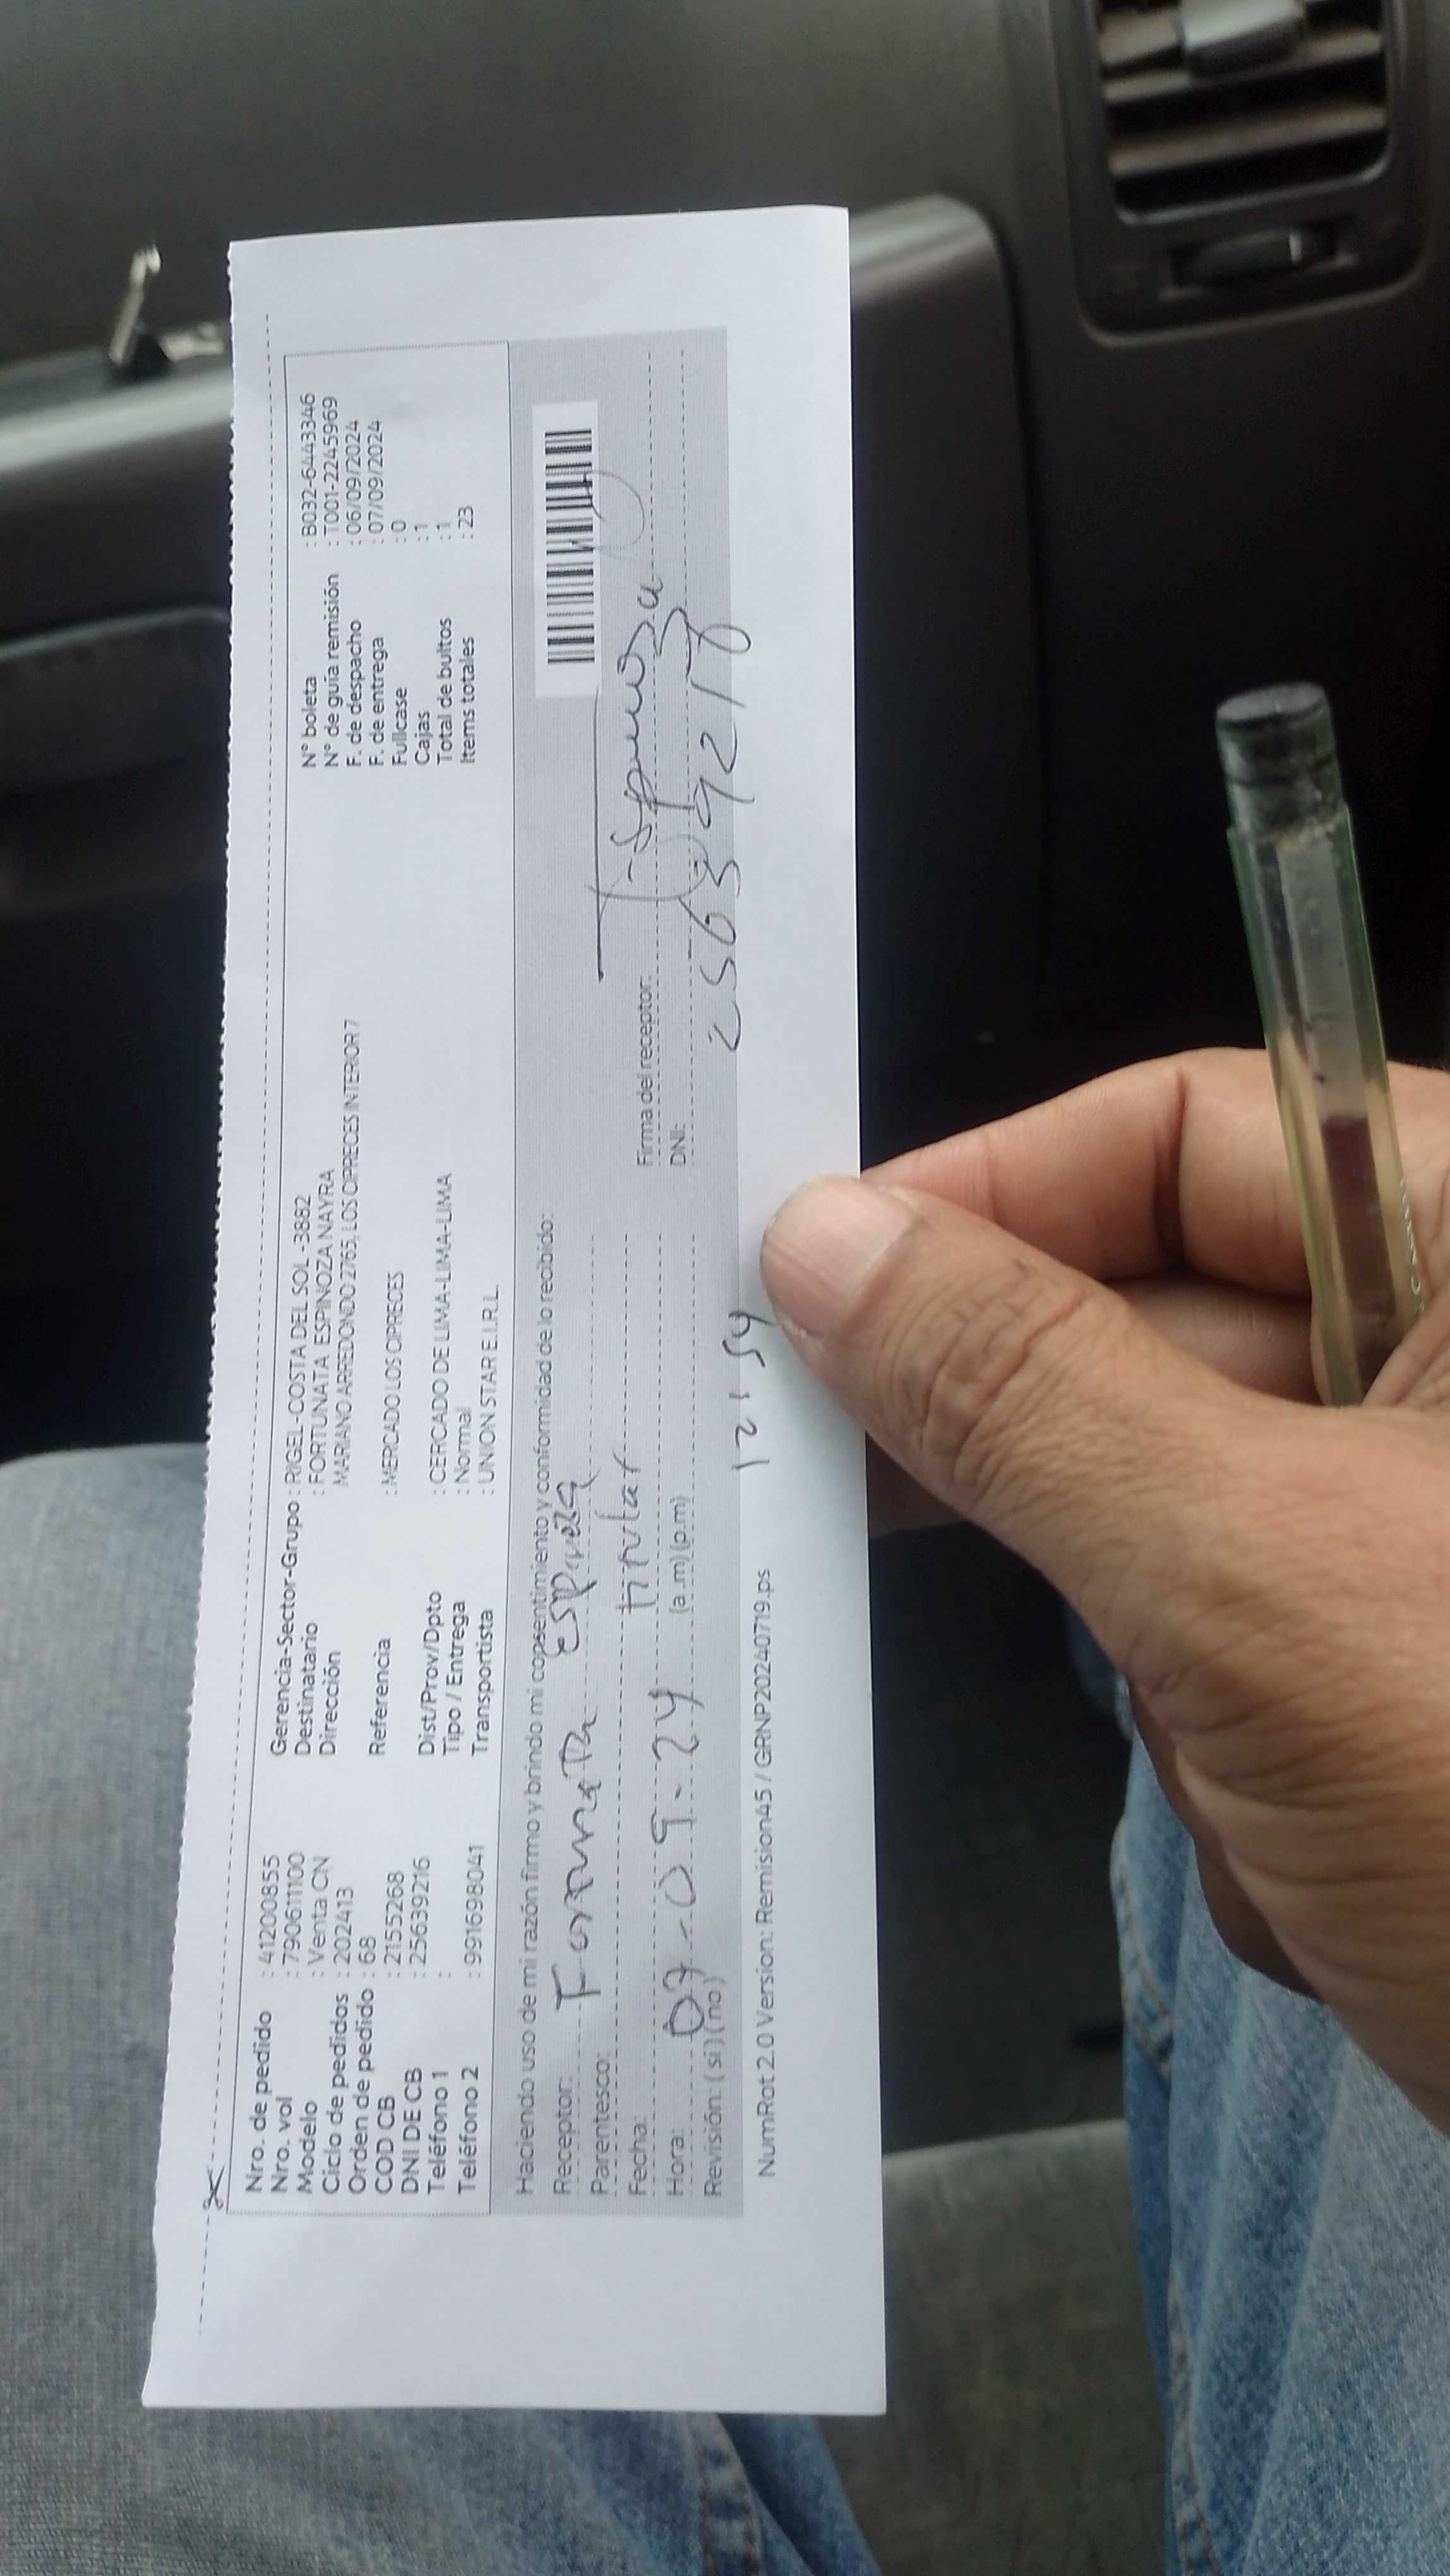 Nro. de pedido : 41200855
Nro. vol : 790611100
Modelo : Venta CN
Ciclo de pedidos : 202413
Orden de pedido : 68
COD CB : 2155268
DNI DE CB : 25639216
Teléfono 1 :
Teléfono 2 : 991698041
Gerencia-Sector-Grupo : RIGEL -COSTA DEL SOL -3882
Destinatario : FORTUNATA ESPINOZA NAYRA
Dirección MARIANO ARREDONDO 2765, LOS CIPRECES INTERIOR 7
Referencia : MERCADO LOS CIPRECES
Dist/Prov/Dpto : CERCADO DE LIMA-LIMA-LIMA
Tipo / Entrega : Normal
Transportista : UNION STAR E.I.R.L.
N° boleta : B032-6443346
N° de guía remisión : T001-2245969
F. de despacho : 06/09/2024
F. de entrega : 07/09/2024
Fullcase : 0
Cajas : 1
Total de bultos : 1
Items totales : 23
Haciendo uso de mi razón firmo y brindo mi consentimiento y conformidad de lo recibido:
Receptor: Fortunata
Parentesco: titular
Fecha: 07-09-24
Hora: (a.m) (p.m) 12:54
Revisión: ( si ) ( no )
Firma del receptor:
DNI: 25639216
NumRot 2.0 Version: Remision45 / GRNP20240719.ps